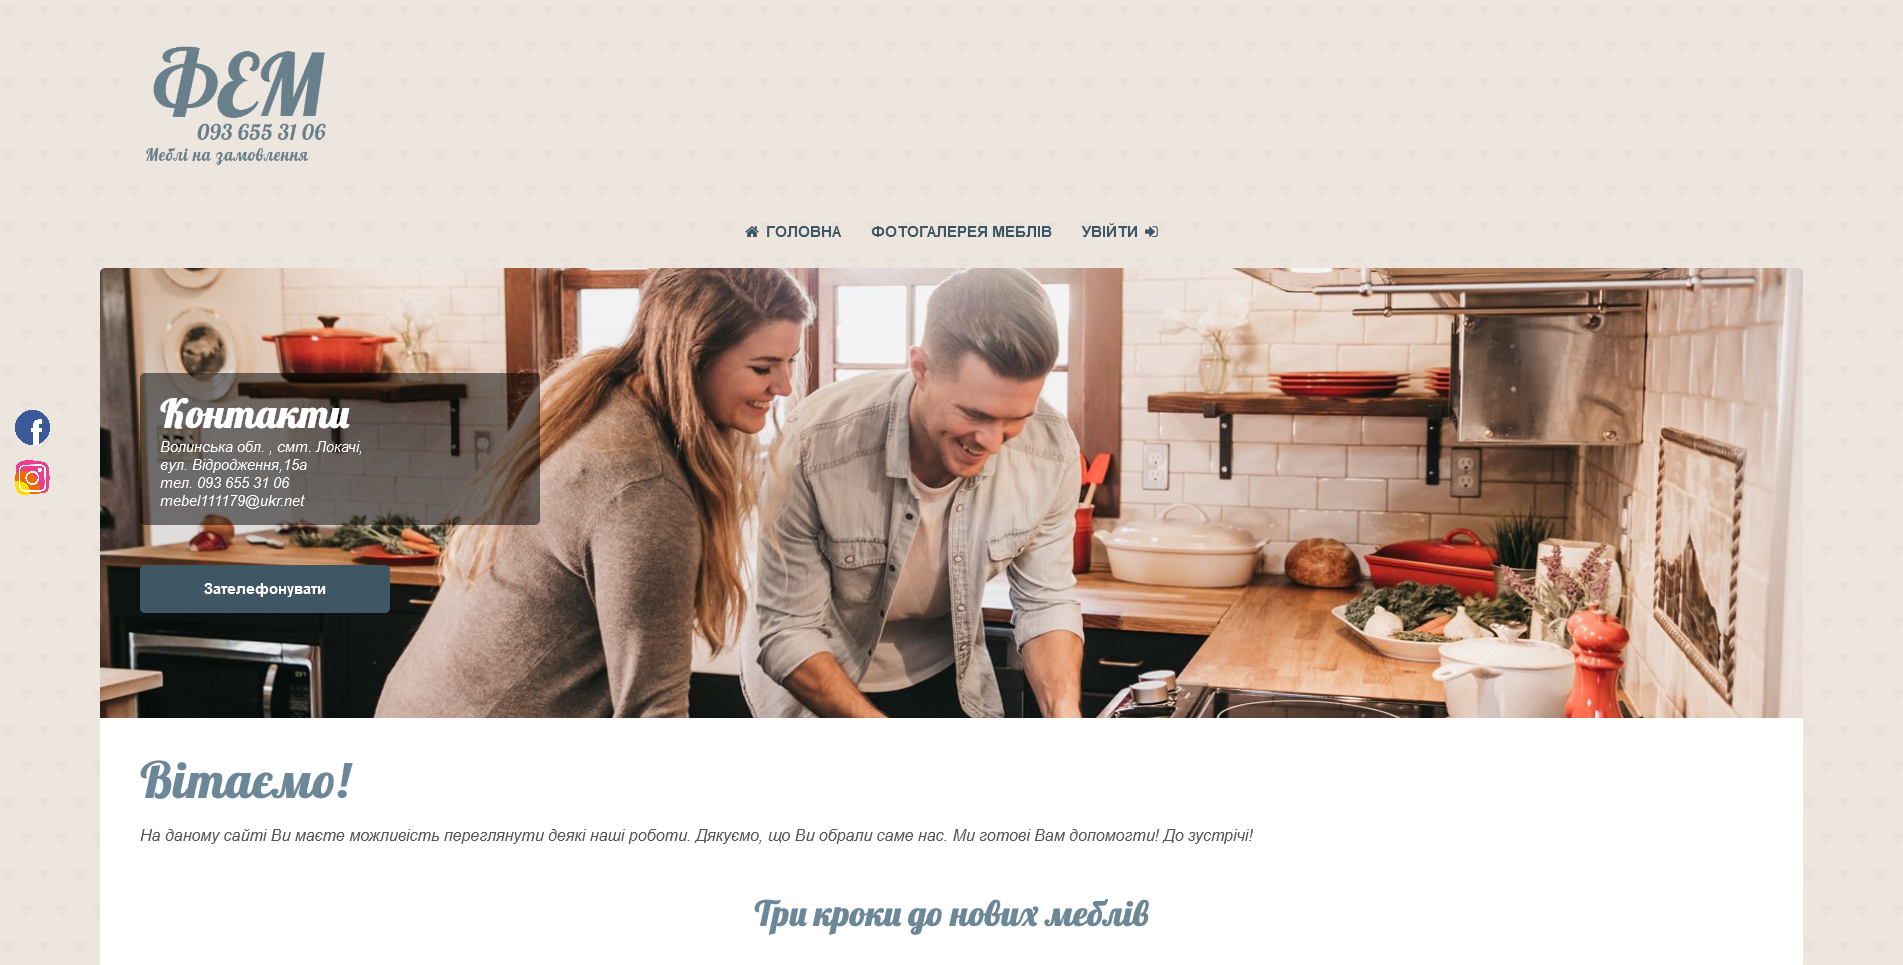 ФЕМ
093 655 31 06
Меблі на замовлення
ГОЛОВНА
ФОТОГАЛЕРЕЯ МЕБЛІВ
УВІЙТИ
Контакти
Волинська обл. , смт. Локачі,
вул. Відродження,15а
тел. 093 655 31 06
mebel111179@ukr.net
Зателефонувати
Вітаємо!
На даному сайті Ви маєте можливість переглянути деякі наші роботи. Дякуємо, що Ви обрали саме нас. Ми готові Вам допомогти! До зустрічі!
Три кроки до нових меблів